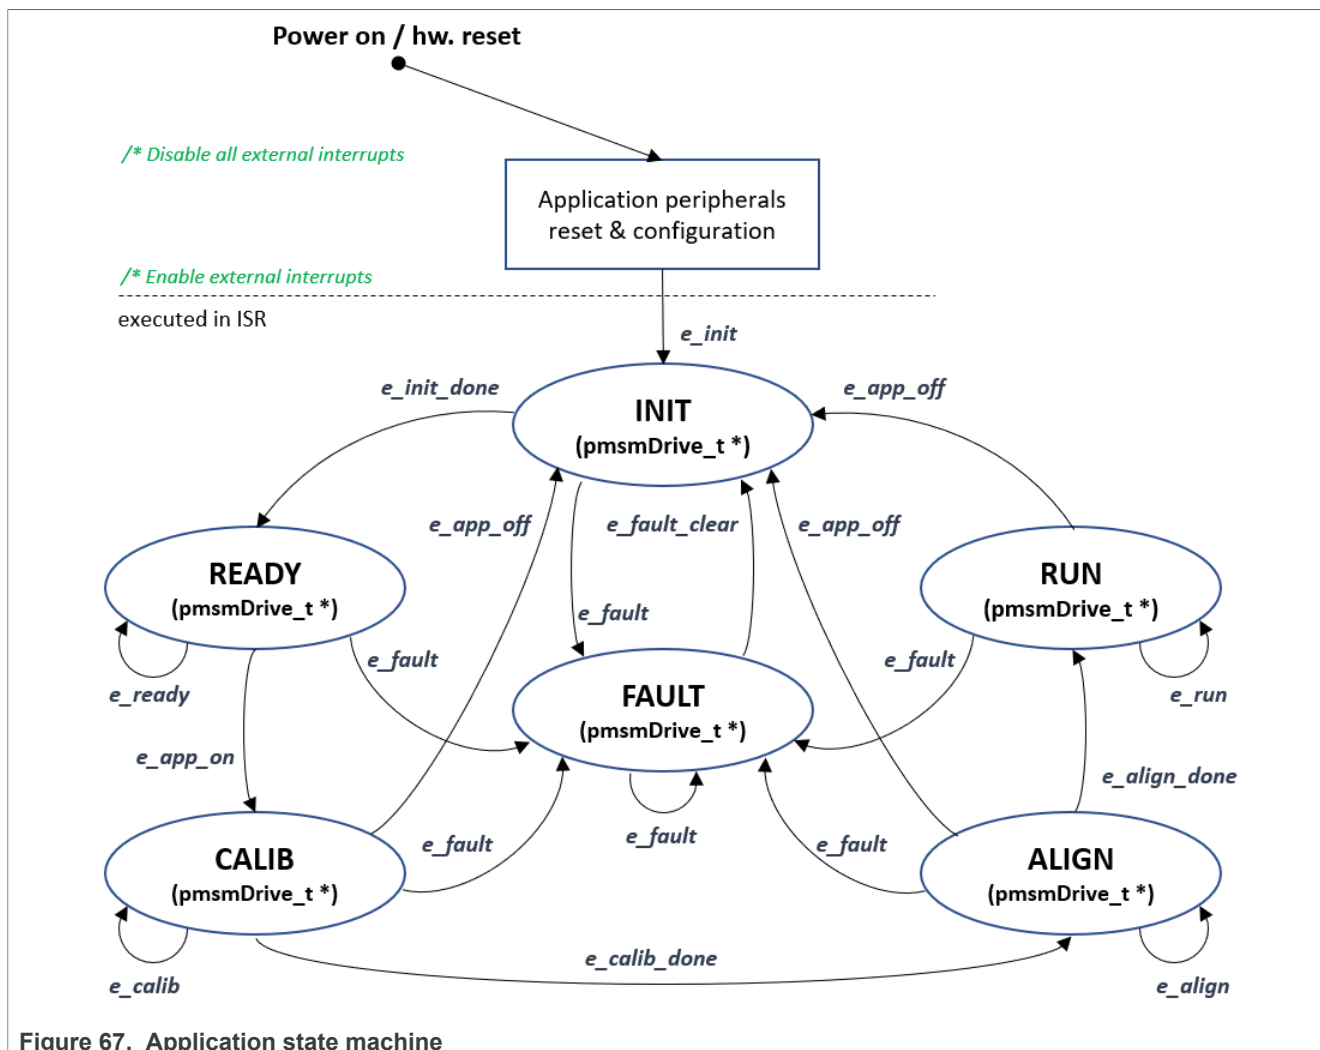 Power on / hw. reset
/* Disable all external interrupts
Application peripherals
reset & configuration
/* Enable external interrupts
executed in ISR
e_init
e_init_done
e_app_off
INIT
(pmsmDrive_t *)
e_app_off
e_fault_clear
e_app_off
READY
(pmsmDrive_t *)
RUN
(pmsmDrive_t *)
e_fault
e_fault
e_fault
e_ready
e_run
FAULT
(pmsmDrive_t *)
e_app_on
e_align_done
e_fault
e_fault
e_fault
CALIB
(pmsmDrive_t *)
ALIGN
(pmsmDrive_t *)
e_calib_done
e_calib
e_align
Figure 67. Application state machine